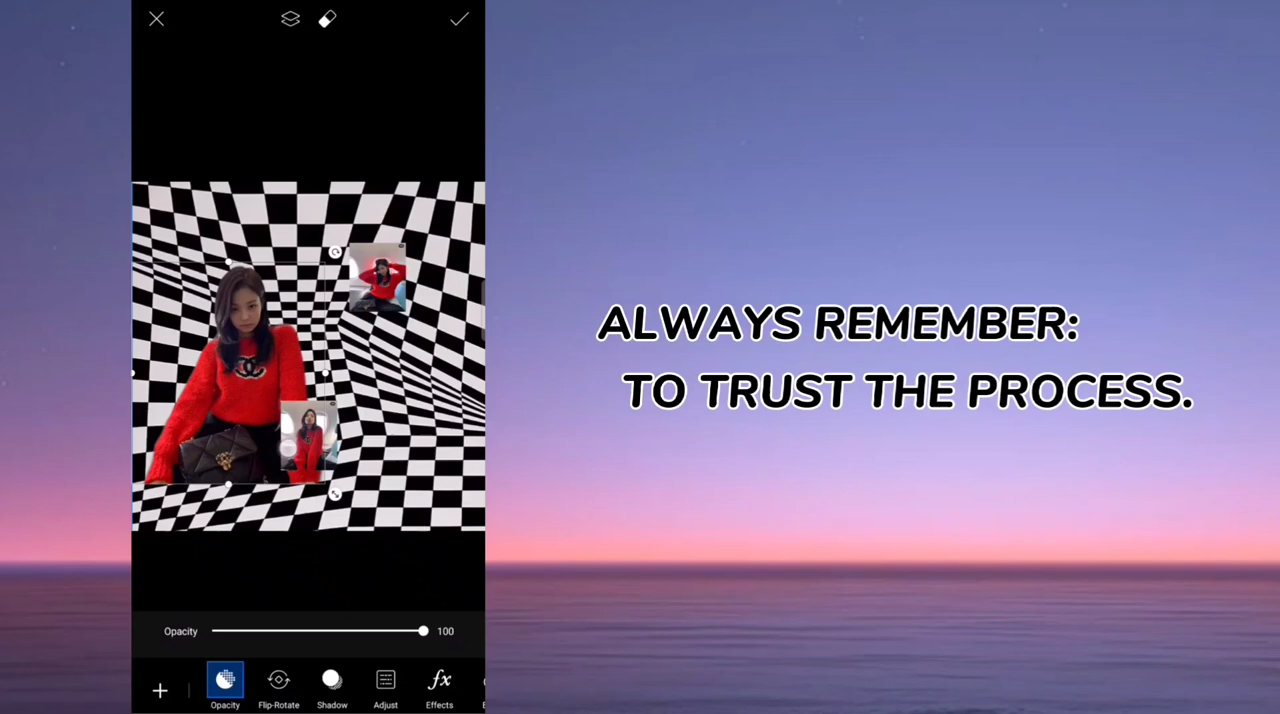 ALWAYS REMEMBER:
TO TRUST THE PROCESS.
Opacity 100
Opacity Flip-Rotate Shadow Adjust Effects